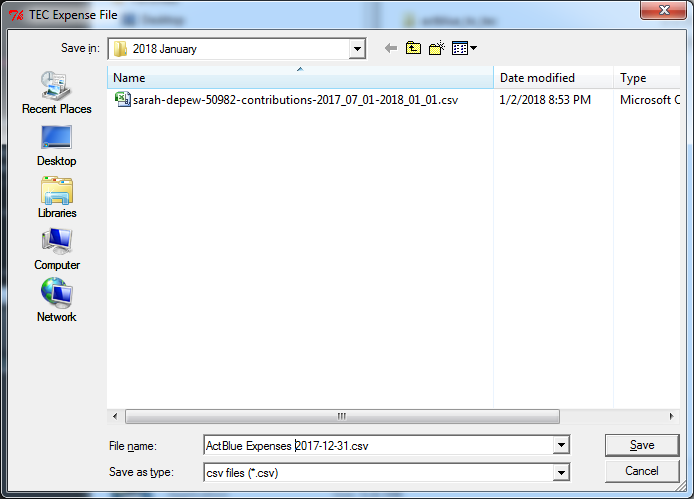 TEC Expense File
Save in: 2018 January
Name Date modified Type
sarah-depew-50982-contributions-2017_07_01-2018_01_01.csv 1/2/2018 8:53 PM Microsoft C
Recent Places
Desktop
Libraries
Computer
Network
File name: ActBlue Expenses 2017-12-31.csv Save
Save as type: csv files (*.csv) Cancel